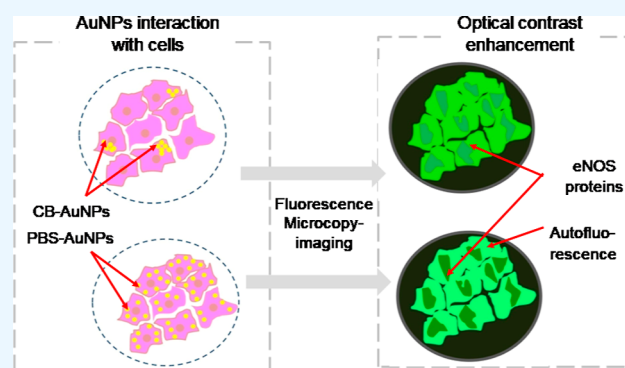 AuNPs interaction
with cells
Optical contrast
enhancement
CB-AuNPs
PBS-AuNPs
Fluorescence
Microcopy-
imaging
eNOS
proteins
Autofluo-
rescence